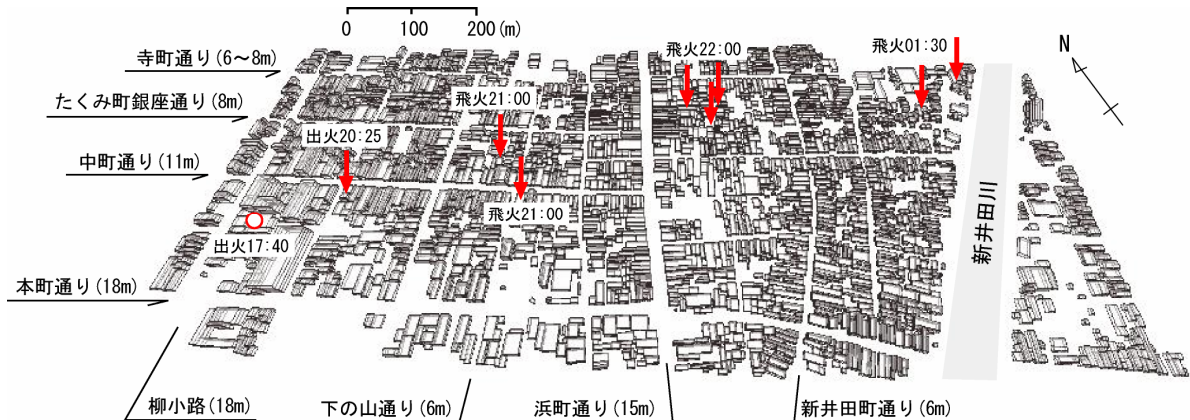 0 100 200(m)
寺町通り(6～8m)
たくみ町銀座通り(8m)
中町通り(11m)
本町通り(18m)
出火17:40
出火20:25
飛火21:00
飛火21:00
飛火22:00
飛火01:30
N
新井田川
柳小路(18m)
下の山通り(6m)
浜町通り(15m)
新井田町通り(6m)